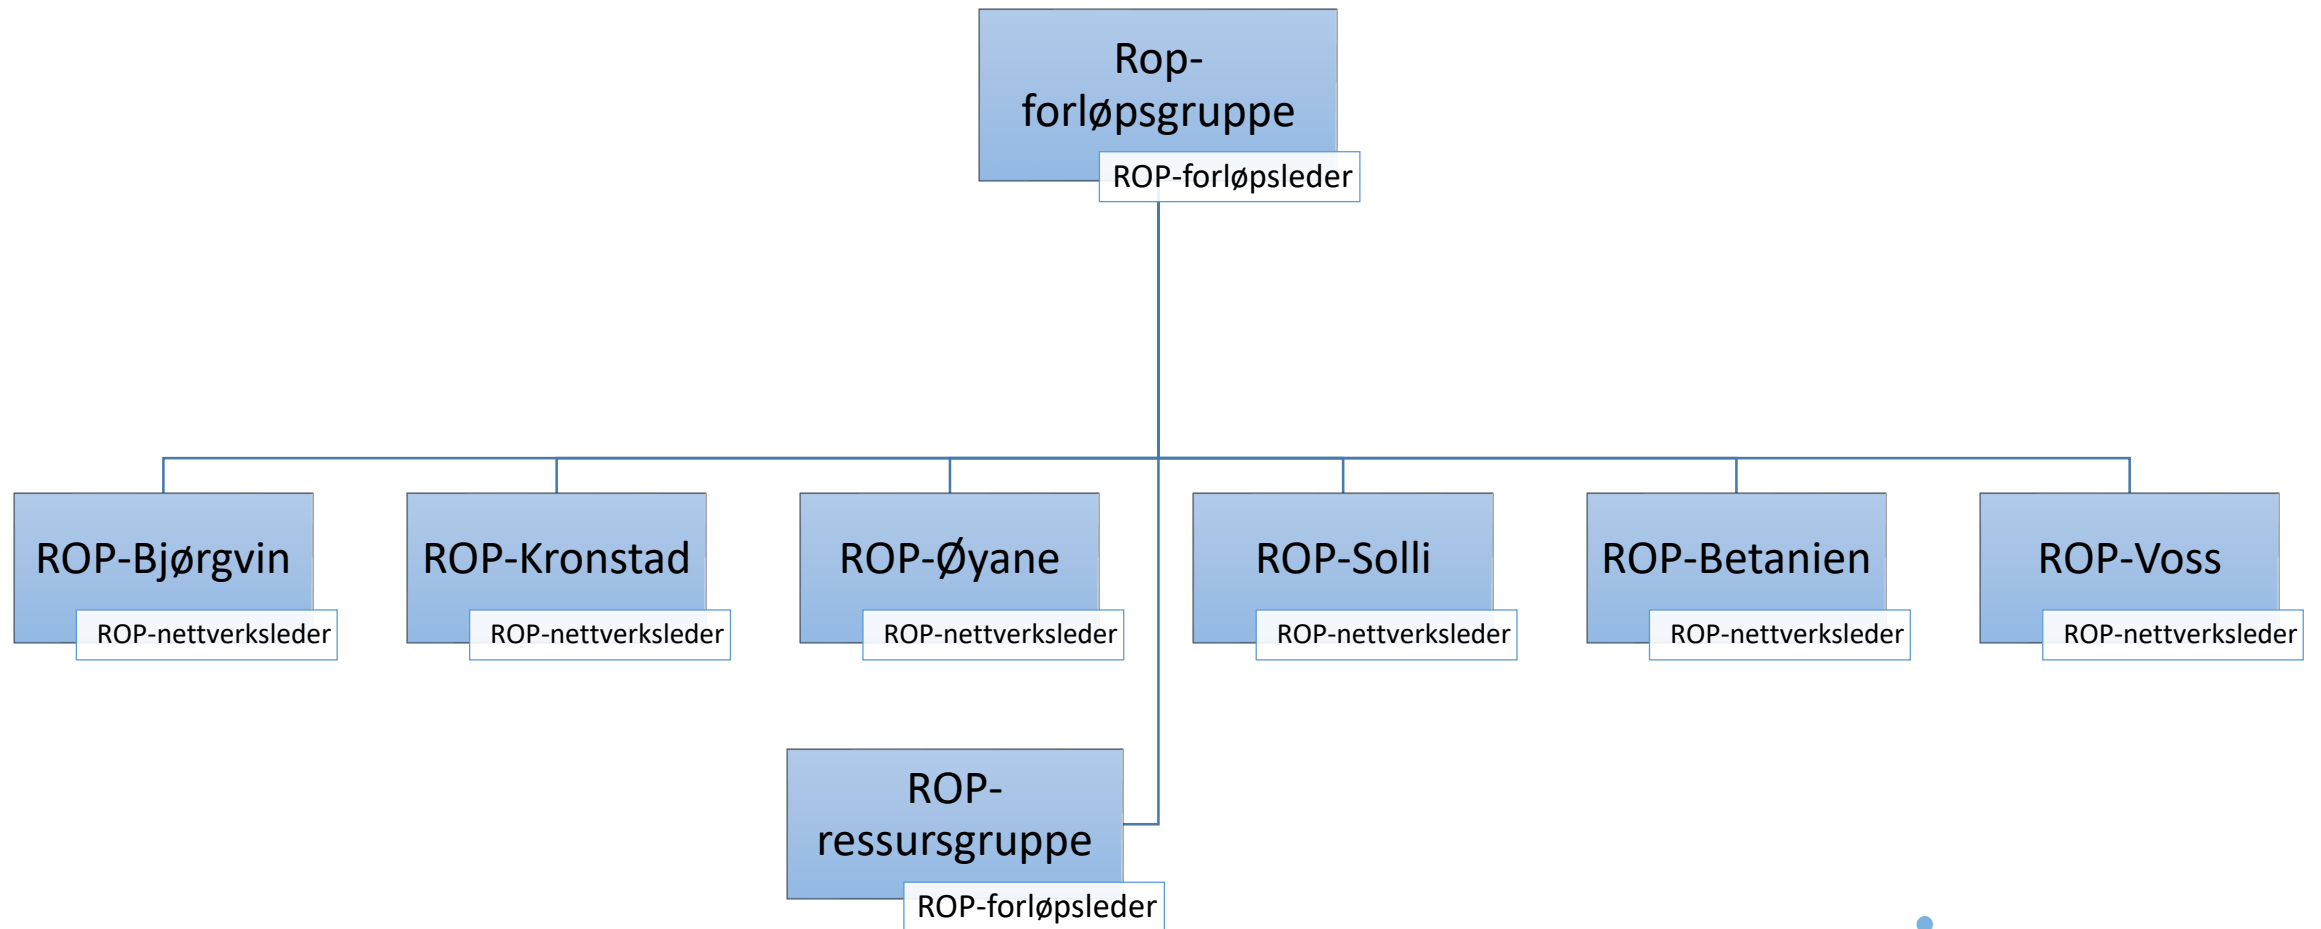 Rop-
forløpsgruppe
ROP-forløpsleder
ROP-Bjørgvin
ROP-nettverksleder
ROP-Kronstad
ROP-nettverksleder
ROP-Øyane
ROP-nettverksleder
ROP-Solli
ROP-nettverksleder
ROP-Betanien
ROP-nettverksleder
ROP-Voss
ROP-nettverksleder
ROP-
ressursgruppe
ROP-forløpsleder